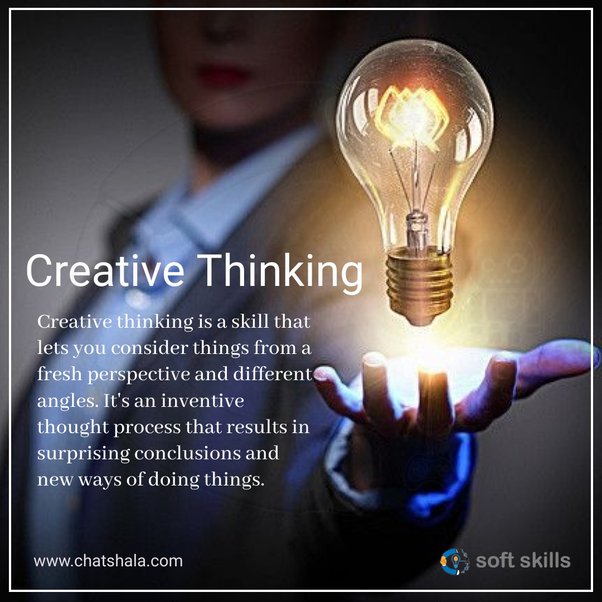 Creative Thinking
Creative thinking is a skill that
lets you consider things from a
fresh perspective and different
angles. It's an inventive
thought process that results in
surprising conclusions and
new ways of doing things.
www.chatshala.com
soft skills